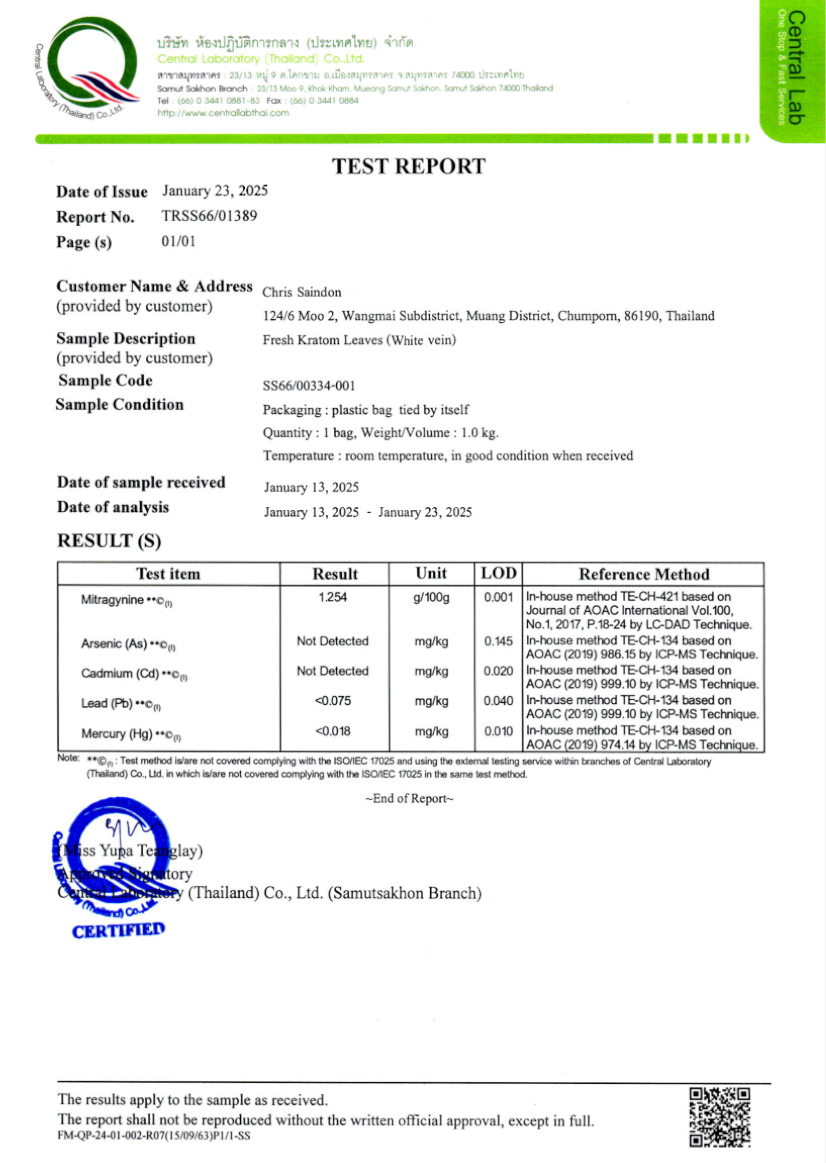 Central Laboratory (Thailand) Co.,Ltd.
บริษัท ห้องปฏิบัติการกลาง (ประเทศไทย) จำกัด
Central Laboratory (Thailand) Co.,Ltd.
สาขาสมุทรสาคร : 23/13 หมู่ 9 ต.โคกขาม อ.เมืองสมุทรสาคร จ.สมุทรสาคร 74000 ประเทศไทย
Samut Sakhon Branch : 23/13 Moo 9, Khok Kham, Mueang Samut Sakhon, Samut Sakhon 74000 Thailand
Tel : (66) 0 3441 0881-83 Fax : (66) 0 3441 0884
http://www.centrallabthai.com
Central Lab
One Stop & Fast Services
TEST REPORT
Date of Issue January 23, 2025
Report No. TRSS66/01389
Page (s) 01/01
Customer Name & Address Chris Saindon
(provided by customer)
124/6 Moo 2, Wangmai Subdistrict, Muang District, Chumporn, 86190, Thailand
Sample Description Fresh Kratom Leaves (White vein)
(provided by customer)
Sample Code SS66/00334-001
Sample Condition Packaging : plastic bag tied by itself
Quantity : 1 bag, Weight/Volume : 1.0 kg.
Temperature : room temperature, in good condition when received
Date of sample received January 13, 2025
Date of analysis January 13, 2025 - January 23, 2025
RESULT (S)
Test item Result Unit LOD Reference Method
Mitragynine **©(1) 1.254 g/100g 0.001 In-house method TE-CH-421 based on
Journal of AOAC International Vol.100,
No.1, 2017, P.18-24 by LC-DAD Technique.
Arsenic (As) **©(1) Not Detected mg/kg 0.145 In-house method TE-CH-134 based on
AOAC (2019) 986.15 by ICP-MS Technique.
Cadmium (Cd) **©(1) Not Detected mg/kg 0.020 In-house method TE-CH-134 based on
AOAC (2019) 999.10 by ICP-MS Technique.
Lead (Pb) **©(1) <0.075 mg/kg 0.040 In-house method TE-CH-134 based on
AOAC (2019) 999.10 by ICP-MS Technique.
Mercury (Hg) **©(1) <0.018 mg/kg 0.010 In-house method TE-CH-134 based on
AOAC (2019) 974.14 by ICP-MS Technique.
Note: **©(1) : Test method is/are not covered complying with the ISO/IEC 17025 and using the external testing service within branches of Central Laboratory
(Thailand) Co., Ltd. in which is/are not covered complying with the ISO/IEC 17025 in the same test method.
~End of Report~
(Miss Yupa Teanglay)
Approved Signatory
Central Laboratory (Thailand) Co., Ltd. (Samutsakhon Branch)
CERTIFIED
The results apply to the sample as received.
The report shall not be reproduced without the written official approval, except in full.
FM-QP-24-01-002-R07(15/09/63)P1/1-SS